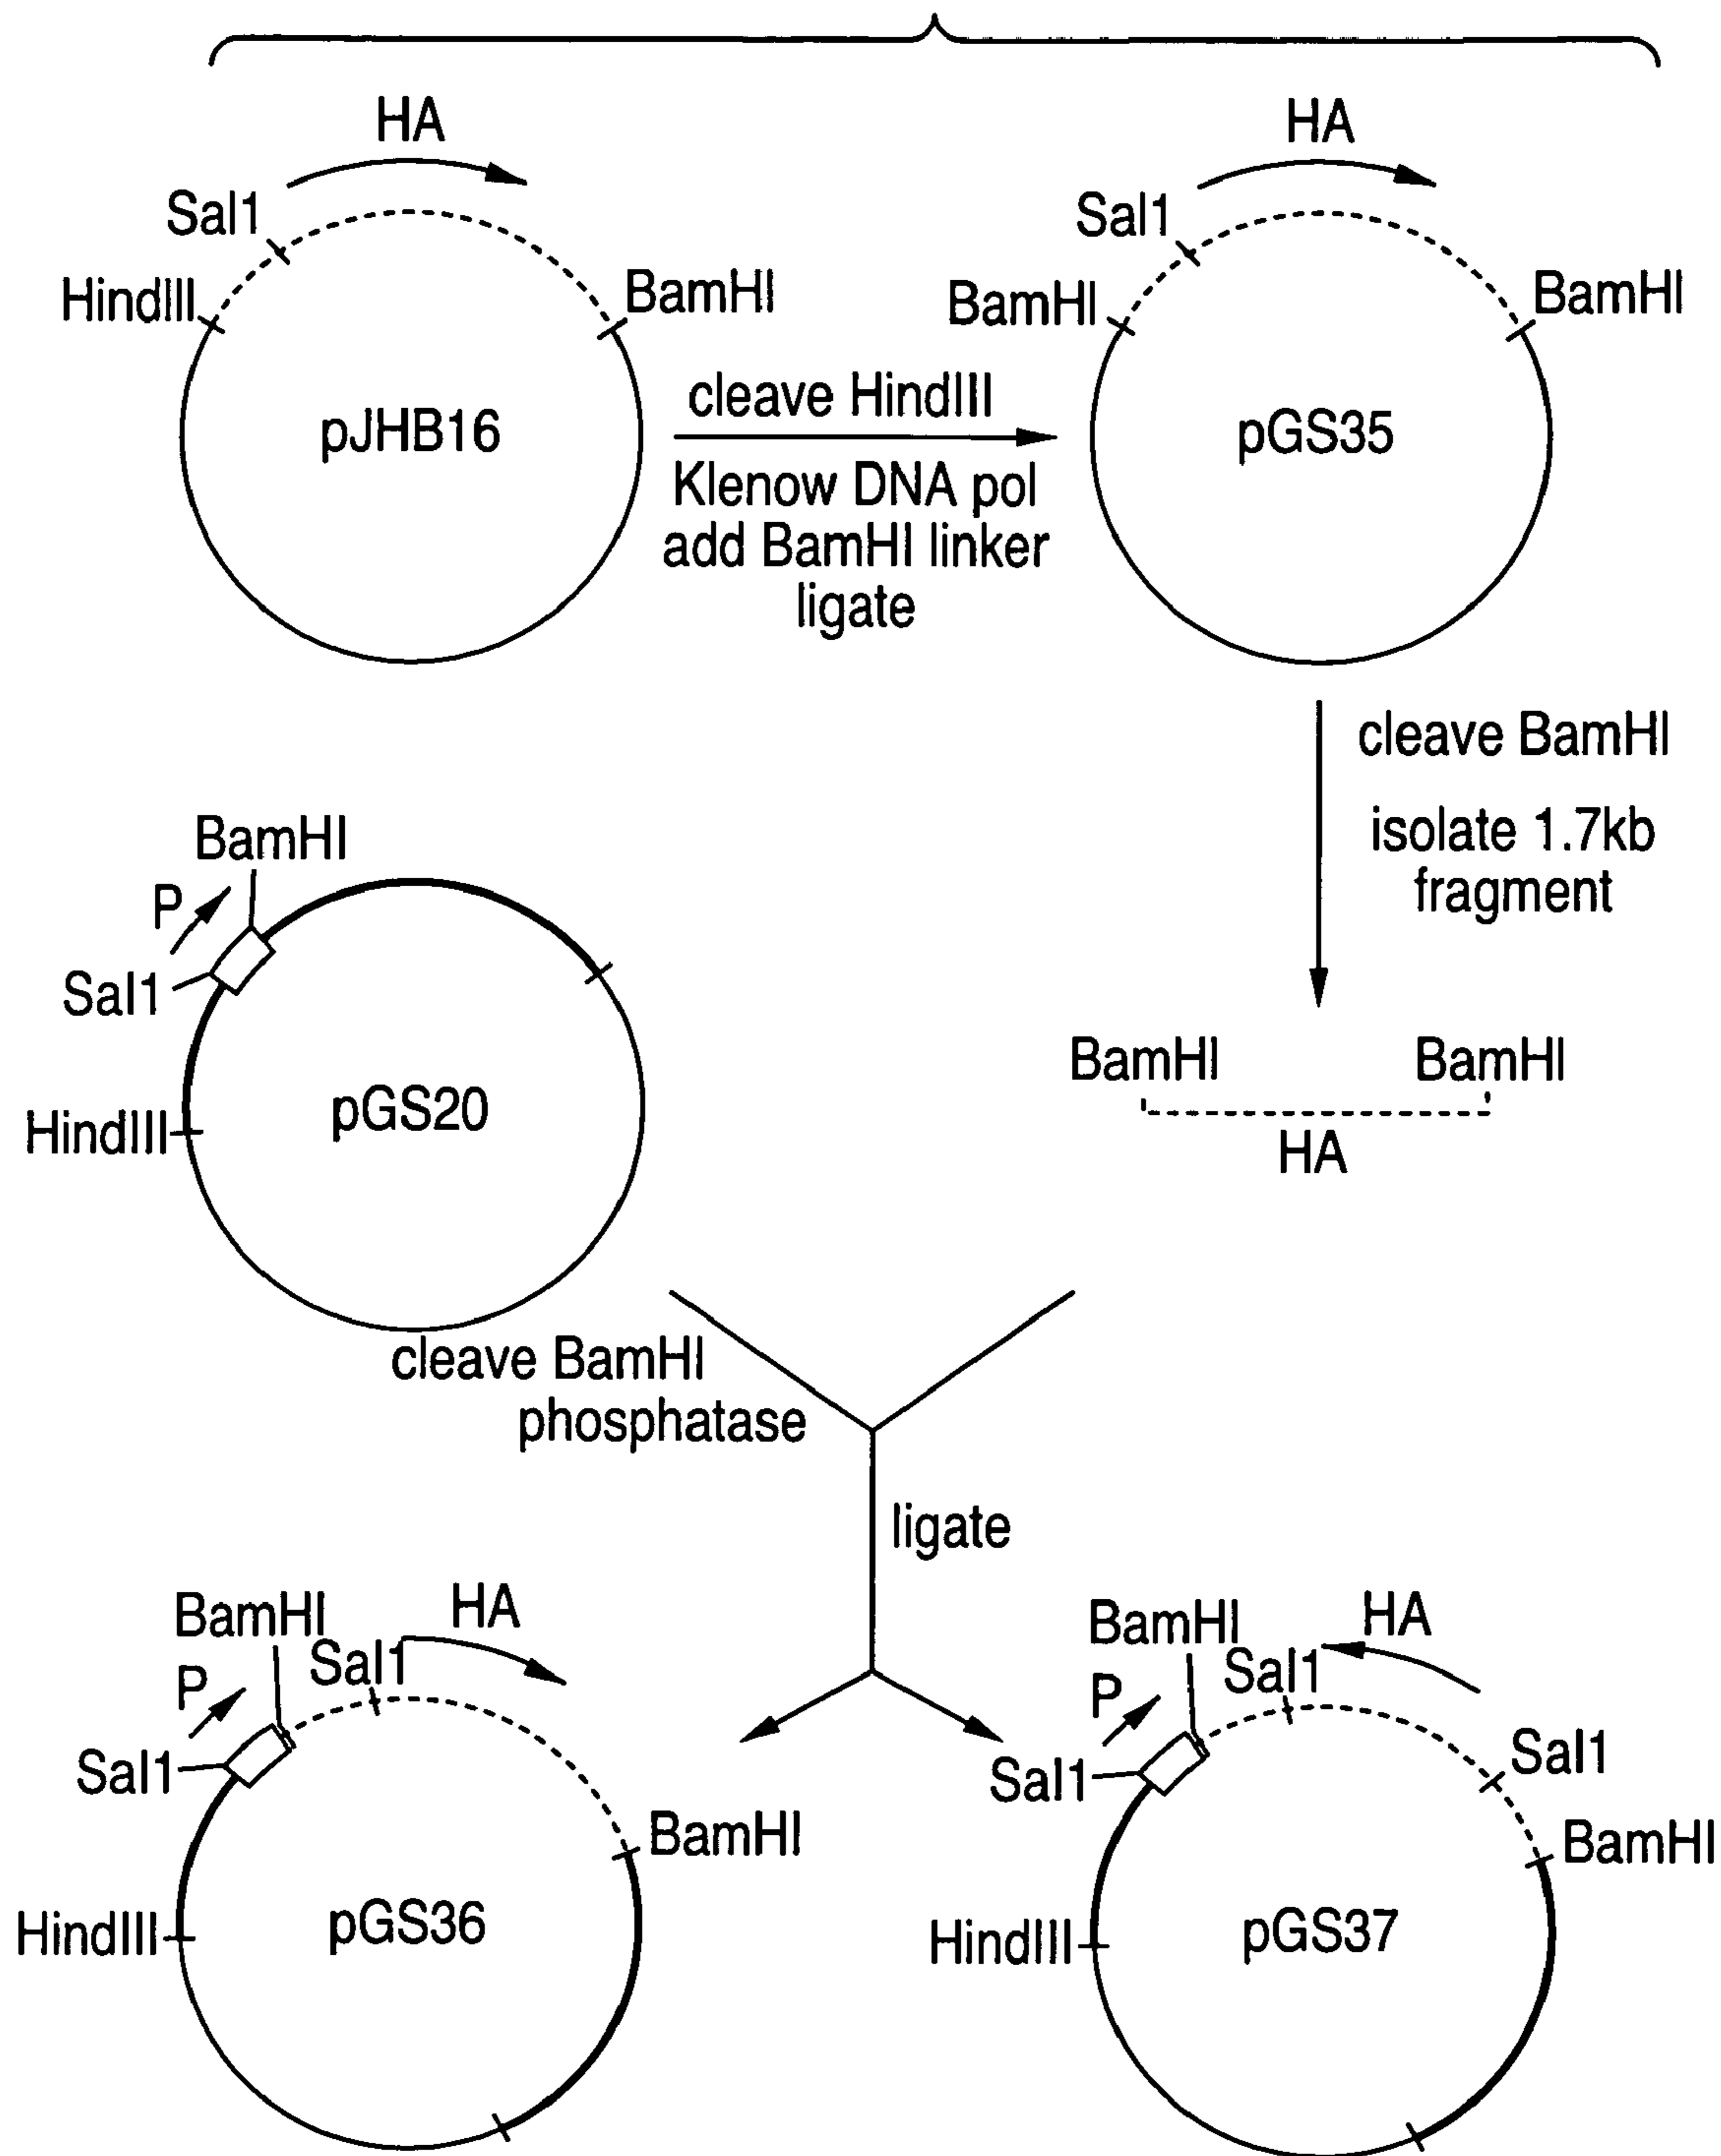 HA
HA
Sal1
Sal1
HindIII
BamHI
BamHI
BamHI
pJHB16
cleave HindIII
Klenow DNA pol
add BamHI linker
ligate
pGS35
cleave BamHI
isolate 1.7kb
fragment
BamHI
P
Sal1
pGS20
HindIII
BamHI
BamHI
HA
cleave BamHI
phosphatase
ligate
BamHI
HA
P
Sal1
Sal1
BamHI
HindIII
pGS36
BamHI
HA
P
Sal1
Sal1
Sal1
BamHI
HindIII
pGS37